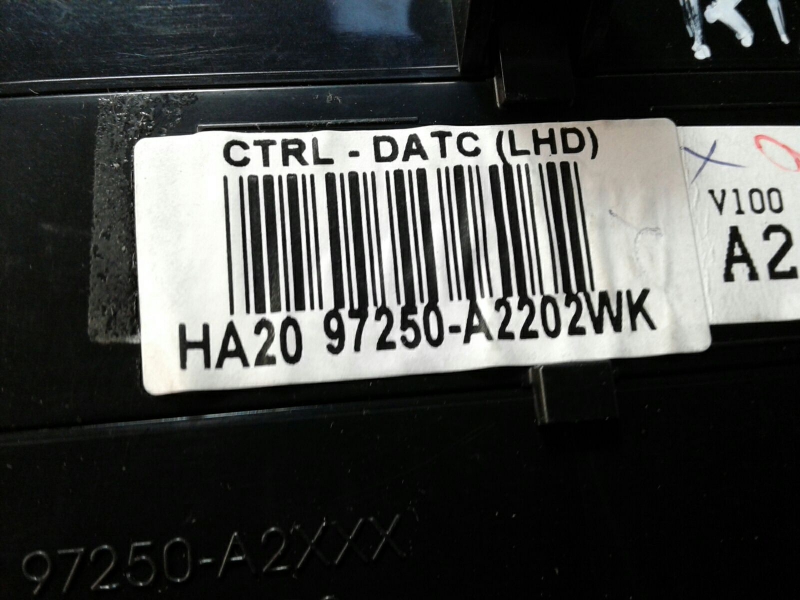 CTRL - DATC (LHD)
HA20 97250-A2202WK
V100
A2
97250-A2XXX